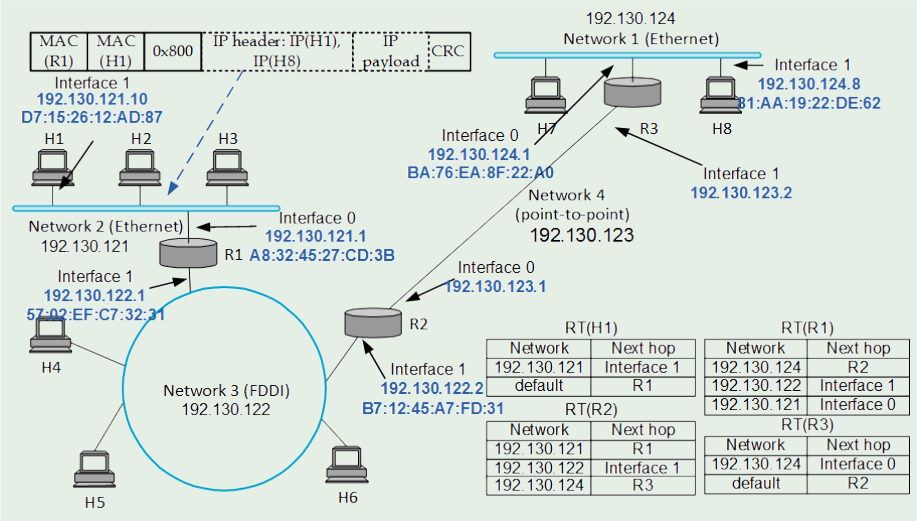 MAC (R1)
MAC (H1)
0x800
IP header: IP(H1), IP(H8)
IP payload
CRC
192.130.124
Network 1 (Ethernet)
Interface 1
192.130.121.10
D7:15:26:12:AD:87
H1
H2
H3
Interface 1
192.130.124.8
81:AA:19:22:DE:62
H7
R3
H8
Interface 0
192.130.124.1
BA:76:EA:8F:22:A0
Interface 1
192.130.123.2
Network 4
(point-to-point)
192.130.123
Network 2 (Ethernet)
192.130.121
Interface 0
192.130.121.1
A8:32:45:27:CD:3B
R1
Interface 1
192.130.122.1
57:02:EF:C7:32:31
Interface 0
192.130.123.1
R2
H4
Network 3 (FDDI)
192.130.122
Interface 1
192.130.122.2
B7:12:45:A7:FD:31
H5
H6
RT(H1)
Network Next hop
192.130.121 Interface 1
default R1
RT(R1)
Network Next hop
192.130.124 R2
192.130.122 Interface 1
192.130.121 Interface 0
RT(R2)
Network Next hop
192.130.121 R1
192.130.122 Interface 1
192.130.124 R3
RT(R3)
Network Next hop
192.130.124 Interface 0
default R2